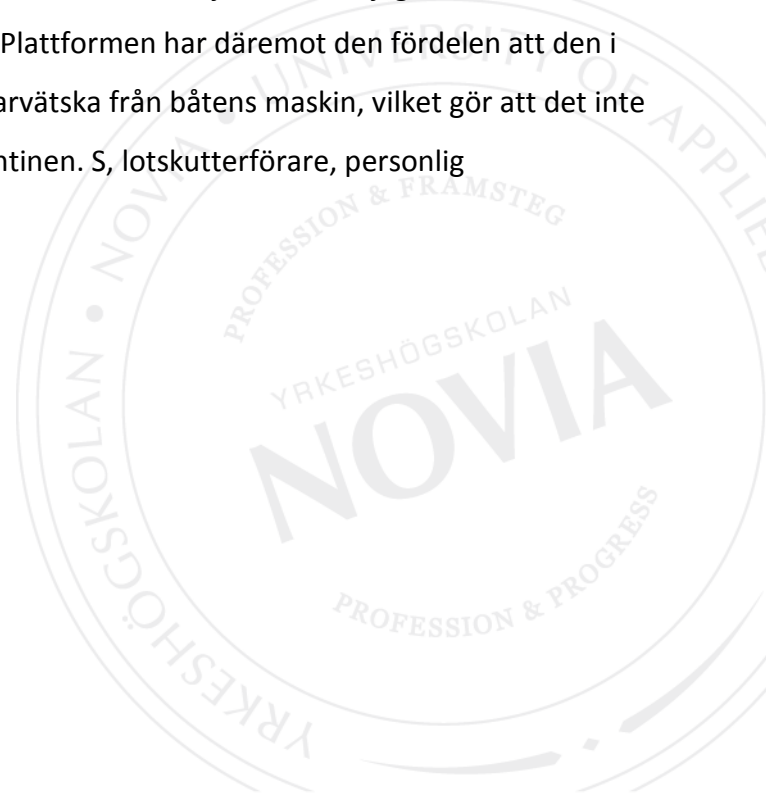 Plattformen har däremot den fördelen att den i
arvätska från båtens maskin, vilket gör att det inte
ntinen. S, lotskutterförare, personlig
NOVIA • UNIVERSITY OF APPLIED
PROFESSION & FRAMSTEG
YRKESHÖGSKOLAN
NOVIA
PROFESSION & PROGRESS
YRKESHÖGSKOLAN •